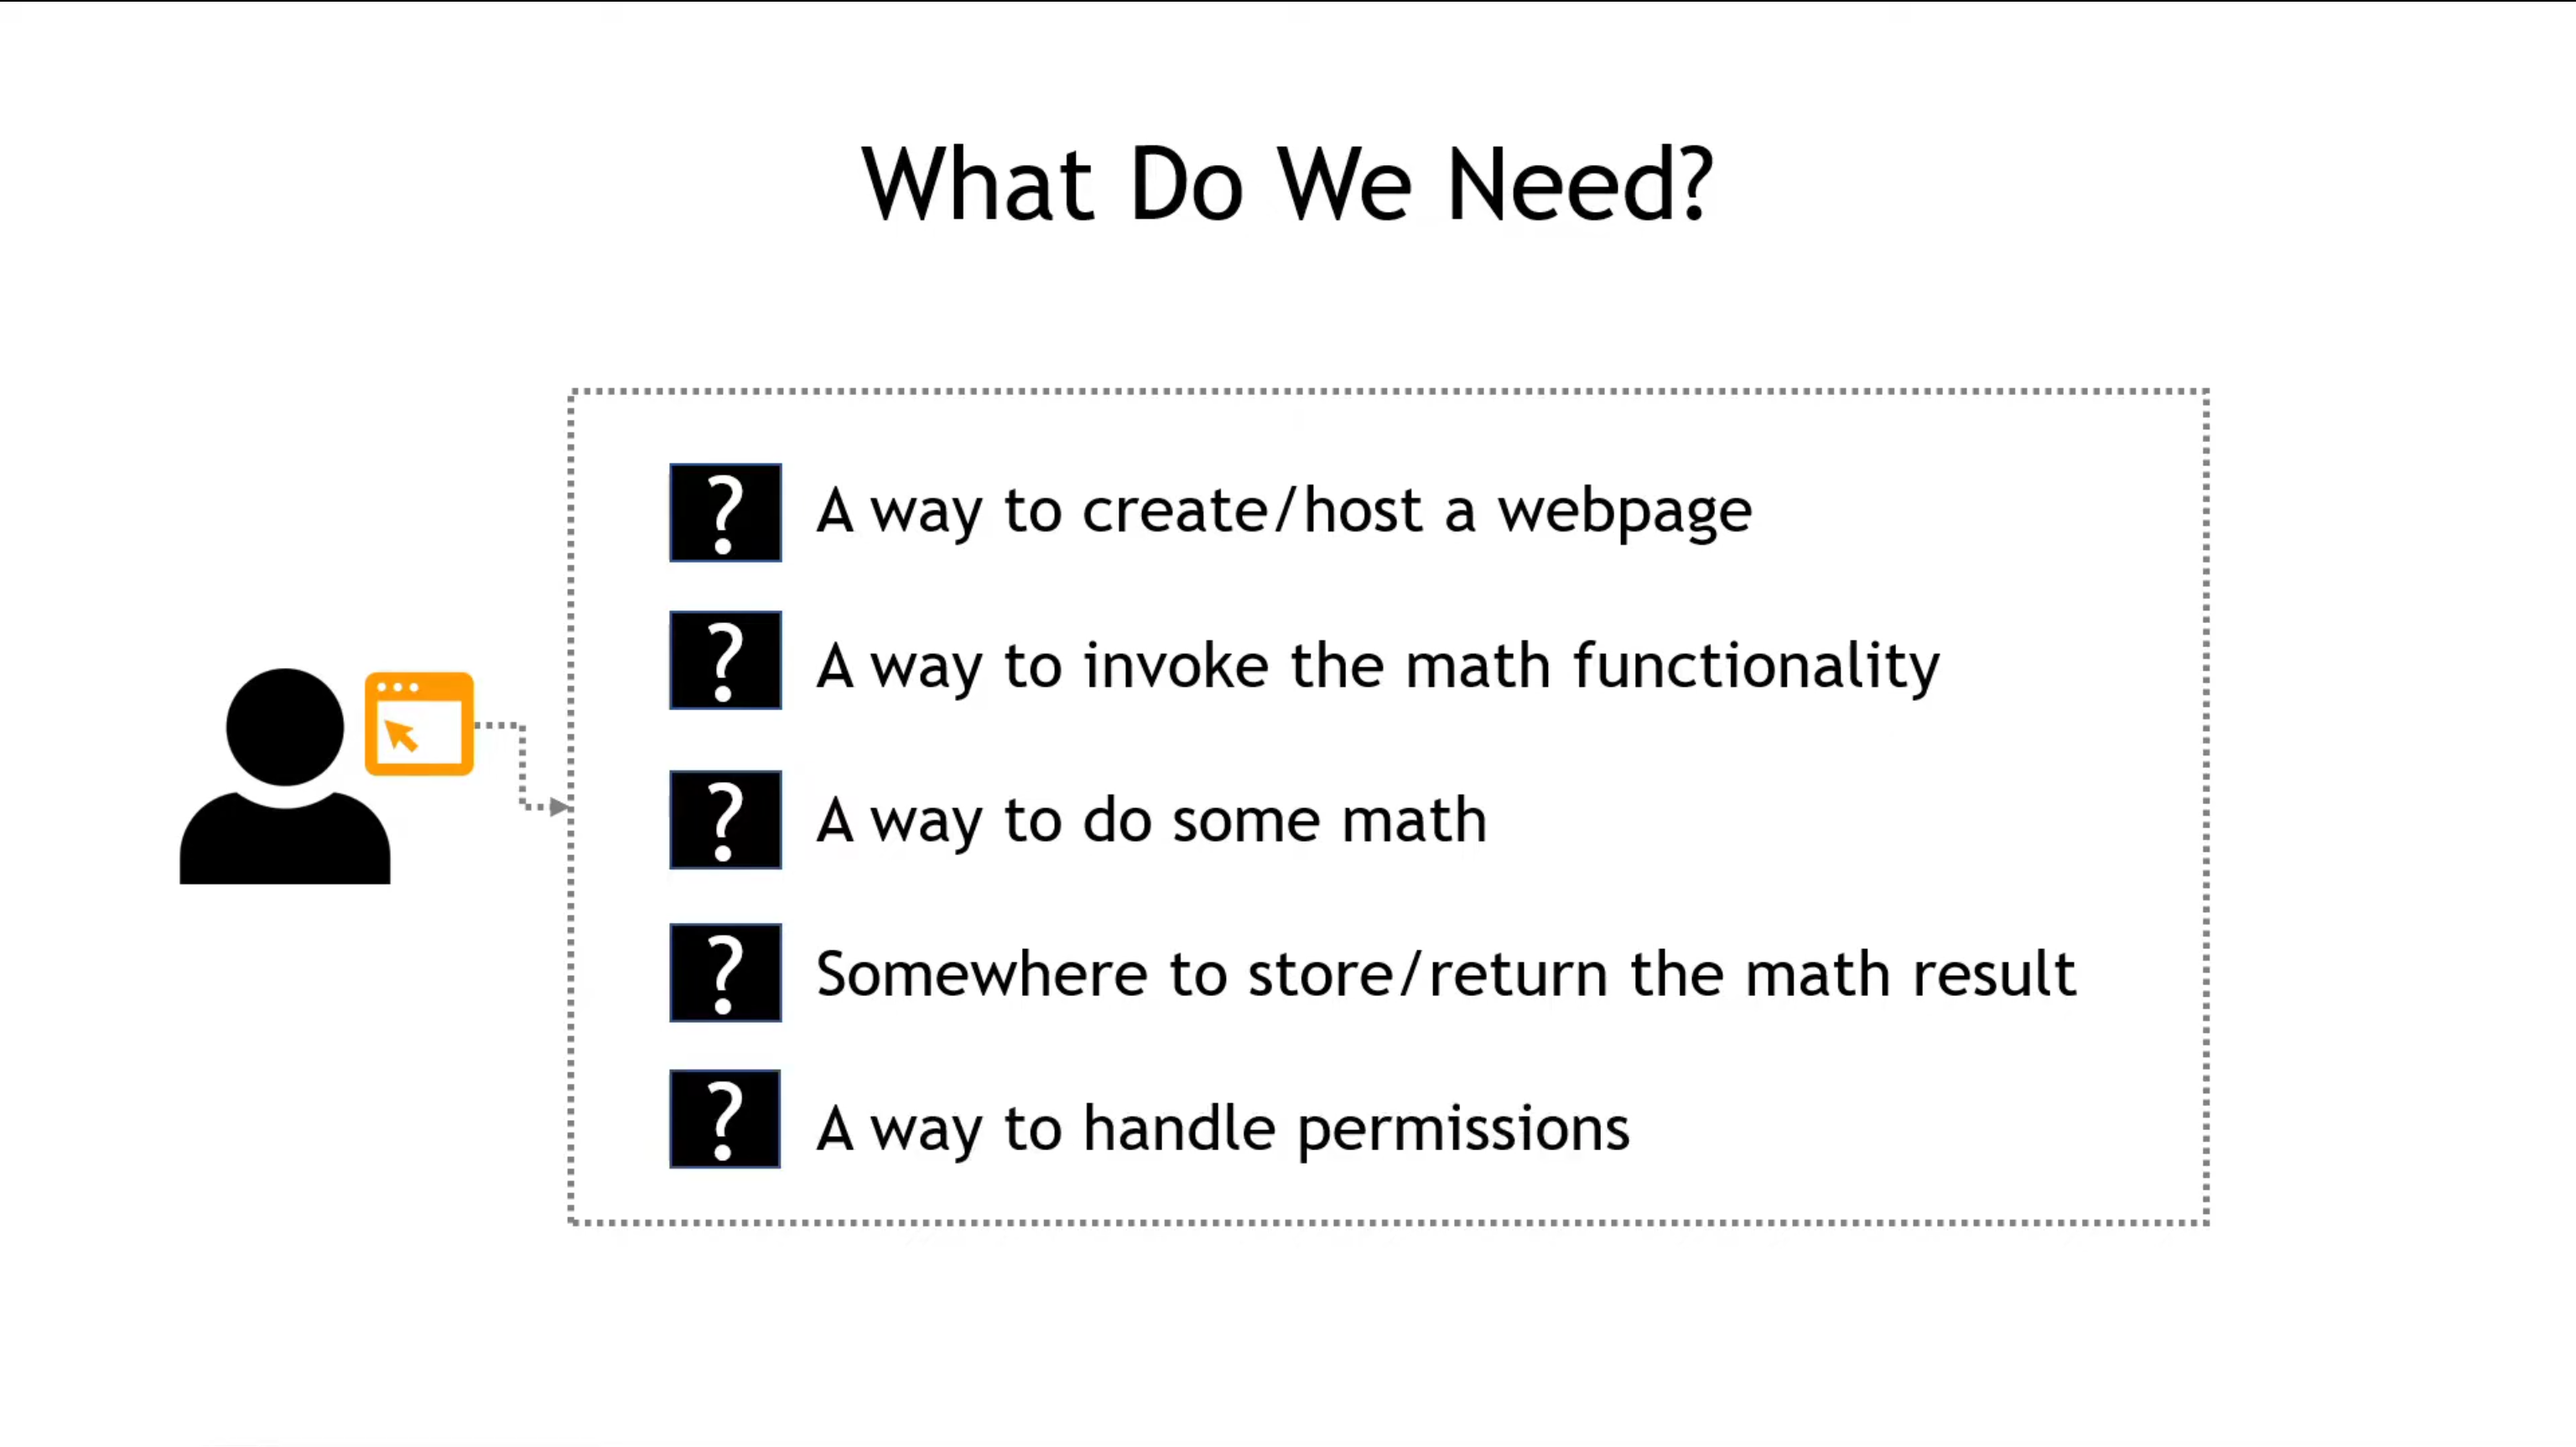 What Do We Need?
? A way to create/host a webpage
? A way to invoke the math functionality
? A way to do some math
? Somewhere to store/return the math result
? A way to handle permissions